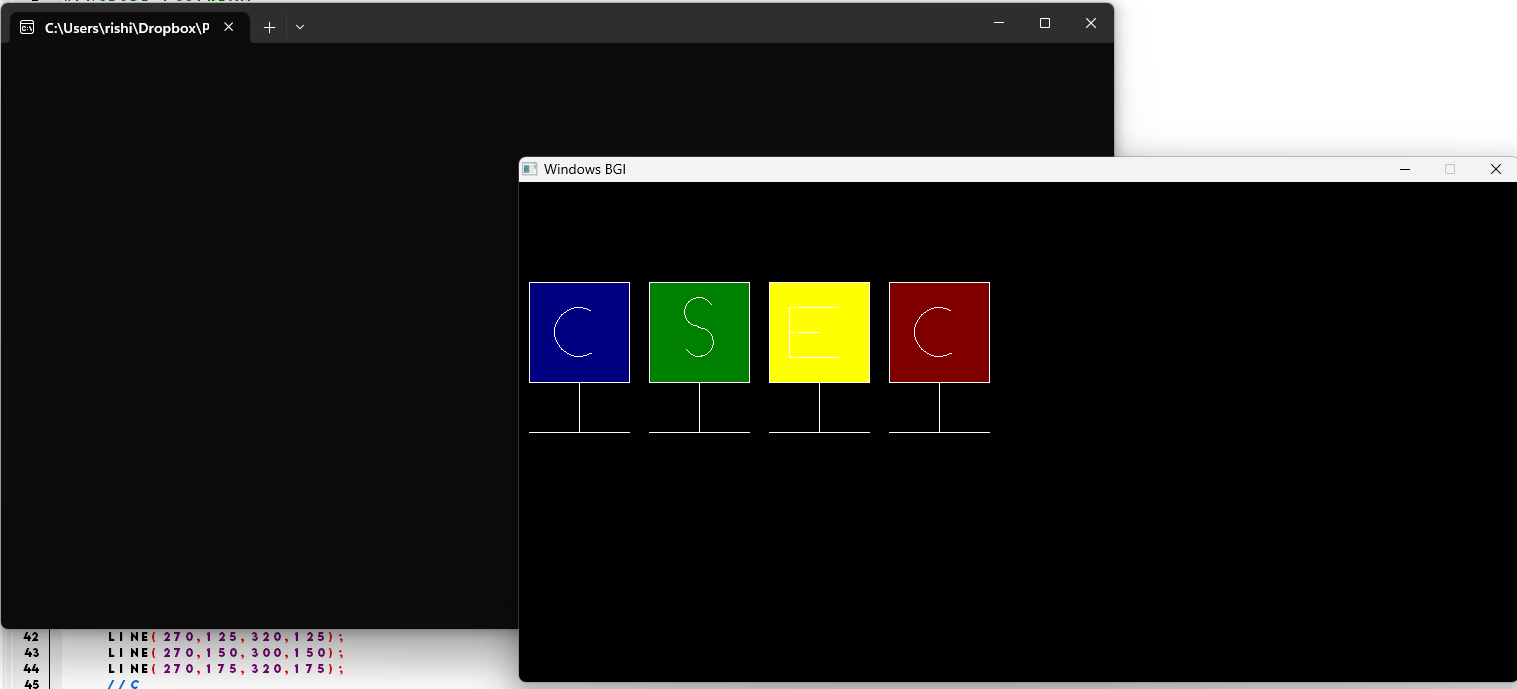 C:\Users\rishi\Dropbox\P
Windows BGI
C S E C
42 LINE(270,125,320,125);
43 LINE(270,150,300,150);
44 LINE(270,175,320,175);
45 //C